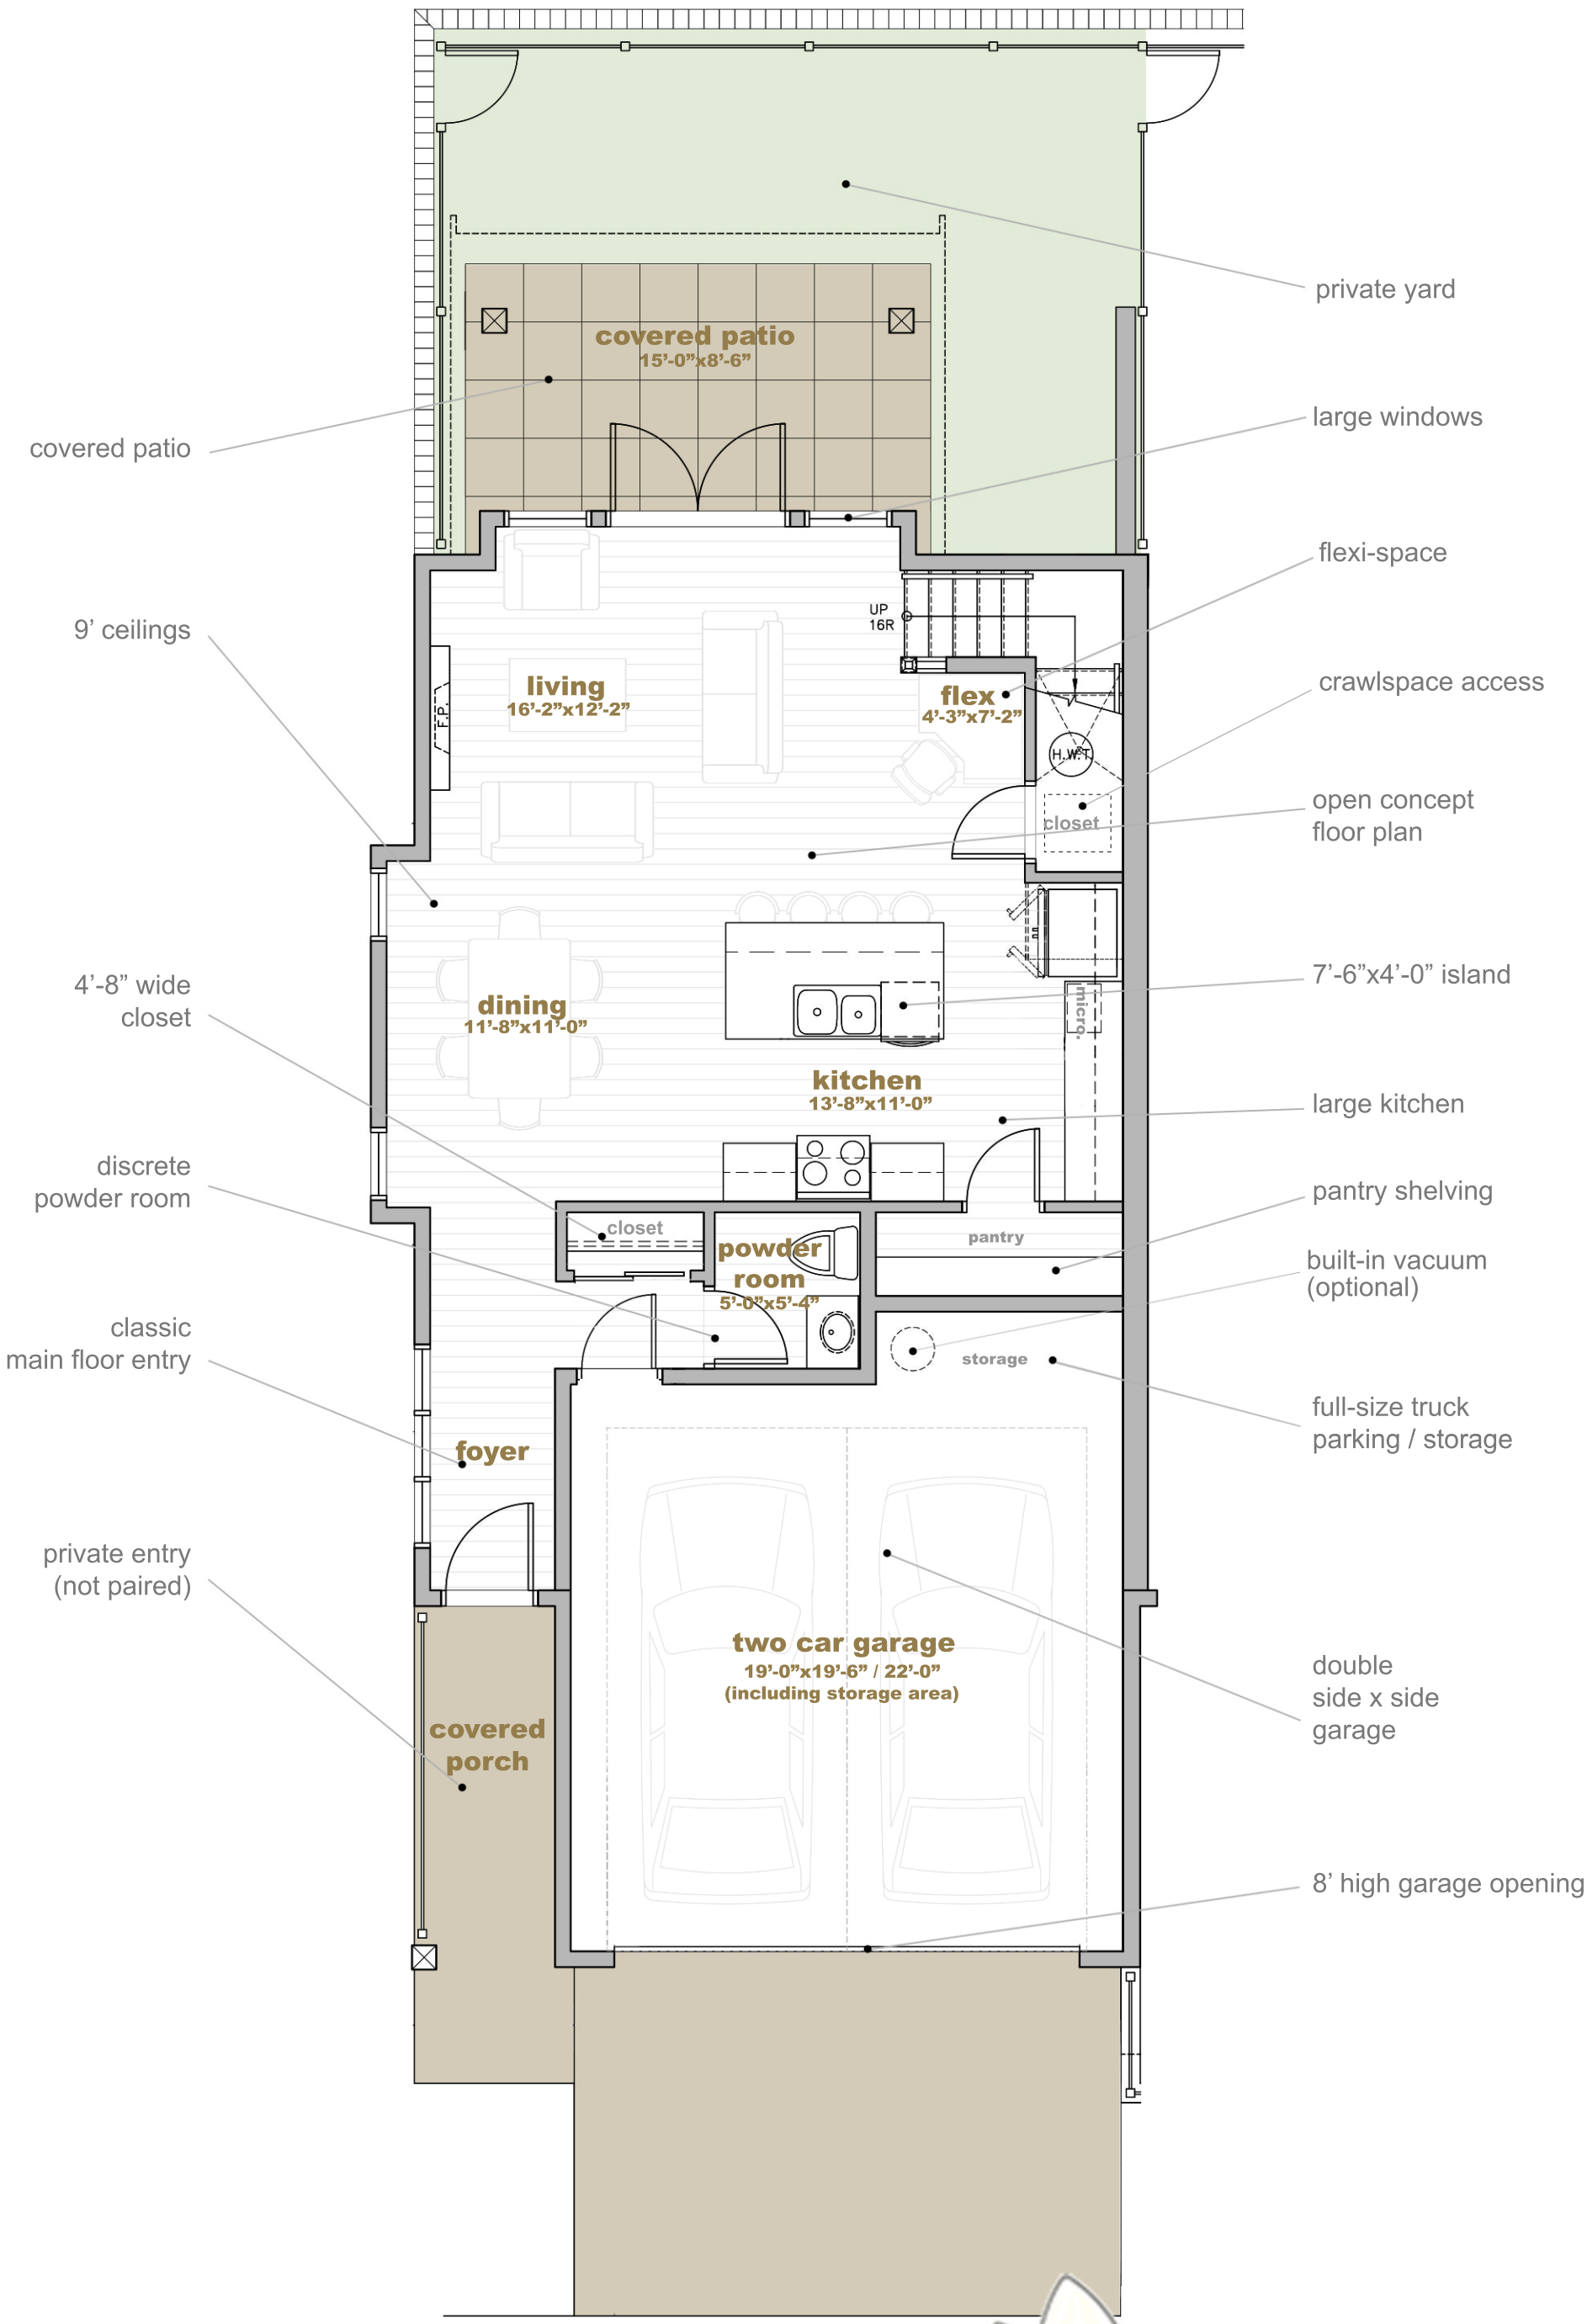 private yard
covered patio
15’-0”x8’-6”
large windows
covered patio
flexi-space
UP
16R
9’ ceilings
living
16’-2”x12’-2”
flex
4’-3”x7’-2”
crawlspace access
F.P.
H.W.T
open concept
floor plan
closet
7’-6”x4’-0” island
4’-8” wide
closet
dining
11’-8”x11’-0”
micro.
kitchen
13’-8”x11’-0”
large kitchen
discrete
powder room
pantry shelving
closet
pantry
powder
room
5’-0”x5’-4”
built-in vacuum
(optional)
classic
main floor entry
storage
full-size truck
parking / storage
foyer
private entry
(not paired)
two car garage
19’-0”x19’-6” / 22’-0”
(including storage area)
double
side x side
garage
covered
porch
8’ high garage opening